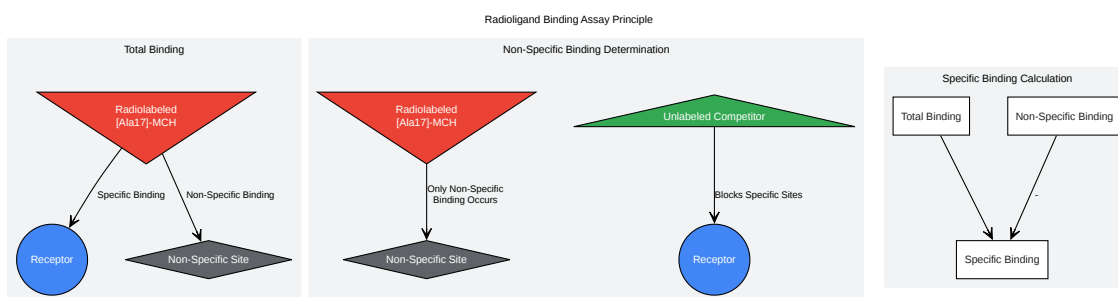 Radioligand Binding Assay Principle
Total Binding
Radiolabeled
[Ala17]-MCH
Specific Binding
Non-Specific Binding
Receptor
Non-Specific Site
Non-Specific Binding Determination
Radiolabeled
[Ala17]-MCH
Unlabeled Competitor
Only Non-Specific
Binding Occurs
Blocks Specific Sites
Non-Specific Site
Receptor
Specific Binding Calculation
Total Binding
Non-Specific Binding
-
Specific Binding